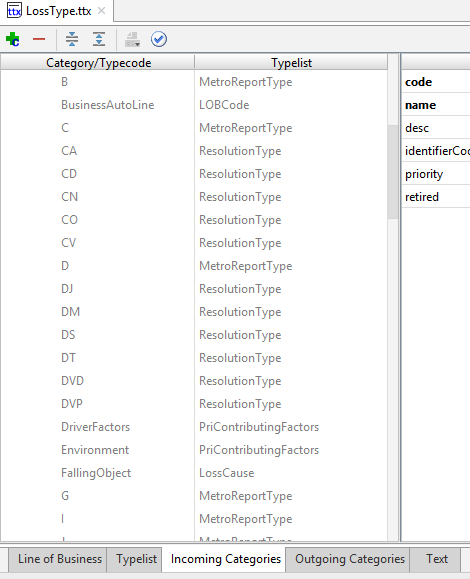 ttx LossType.ttx
Category/Typecode Typelist
B MetroReportType code
BusinessAutoLine LOBCode name
C MetroReportType desc
CA ResolutionType identifierCo
CD ResolutionType priority
CN ResolutionType retired
CO ResolutionType
CV ResolutionType
D MetroReportType
DJ ResolutionType
DM ResolutionType
DS ResolutionType
DT ResolutionType
DVD ResolutionType
DVP ResolutionType
DriverFactors PriContributingFactors
Environment PriContributingFactors
FallingObject LossCause
G MetroReportType
I MetroReportType
Line of Business Typelist Incoming Categories Outgoing Categories Text